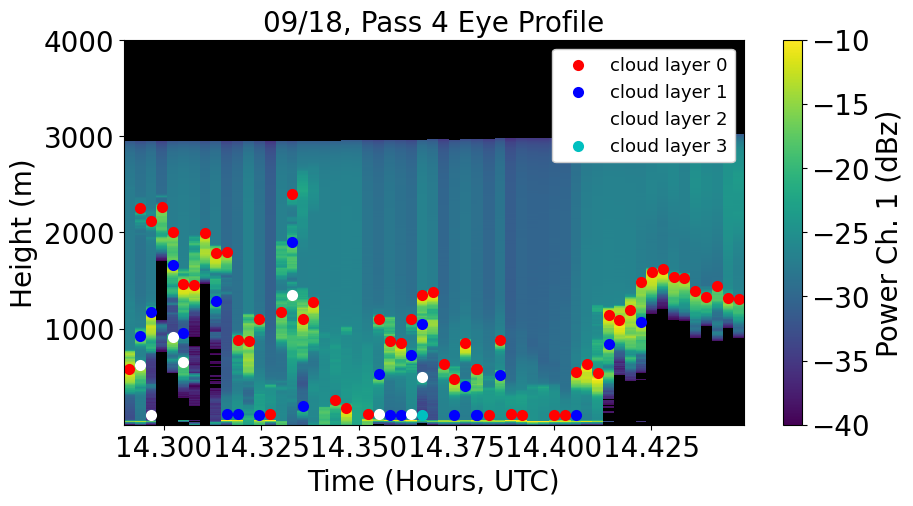 09/18, Pass 4 Eye Profile
4000
3000
2000
1000
Height (m)
cloud layer 0
cloud layer 1
cloud layer 2
cloud layer 3
14.300
14.325
14.350
14.375
14.400
14.425
Time (Hours, UTC)
−10
−15
−20
−25
−30
−35
−40
Power Ch. 1 (dBz)